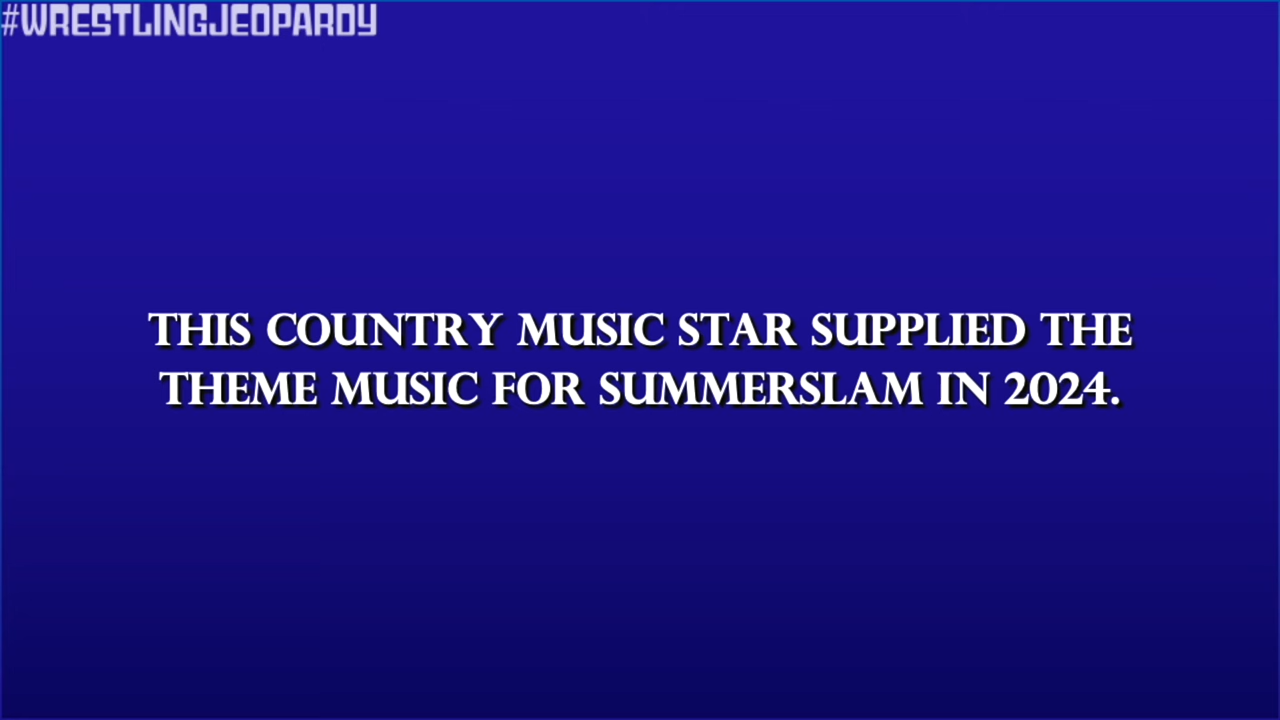 #WRESTLINGJEOPARDY
THIS COUNTRY MUSIC STAR SUPPLIED THE
THEME MUSIC FOR SUMMERSLAM IN 2024.